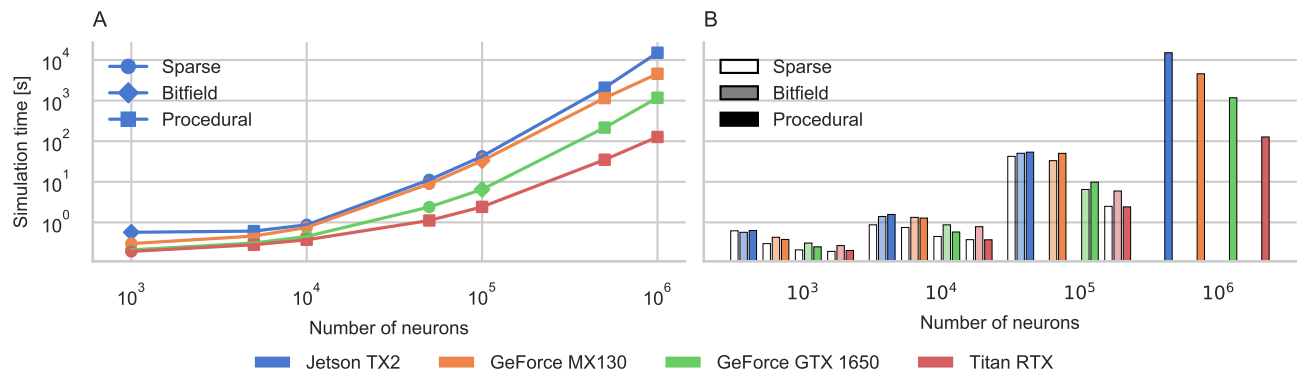 A
B
Simulation time [s]
10^4
10^3
10^2
10^1
10^0
Sparse
Bitfield
Procedural
10^3
10^4
10^5
10^6
Number of neurons
Sparse
Bitfield
Procedural
10^3
10^4
10^5
10^6
Number of neurons
Jetson TX2
GeForce MX130
GeForce GTX 1650
Titan RTX